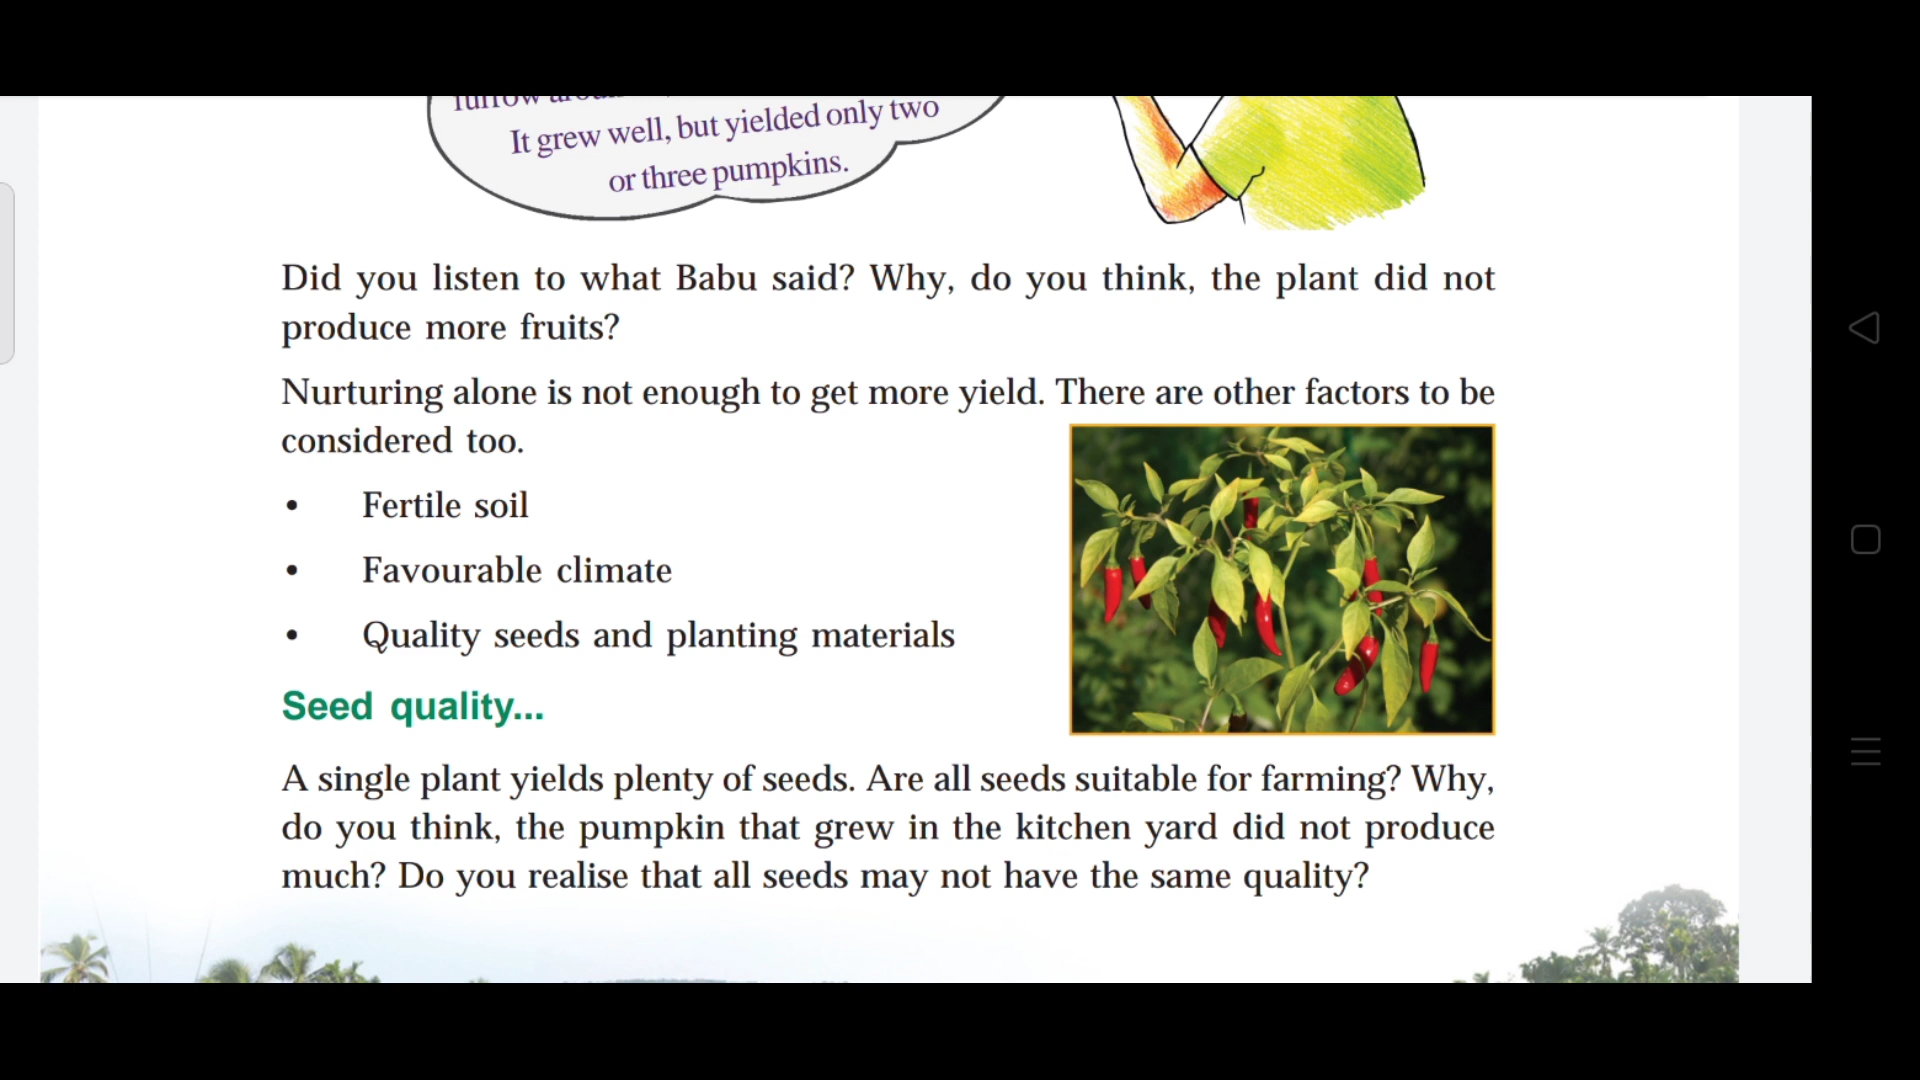 It grew well, but yielded only two
or three pumpkins.
Did you listen to what Babu said? Why, do you think, the plant did not
produce more fruits?
Nurturing alone is not enough to get more yield. There are other factors to be
considered too.
• Fertile soil
• Favourable climate
• Quality seeds and planting materials
Seed quality...
A single plant yields plenty of seeds. Are all seeds suitable for farming? Why,
do you think, the pumpkin that grew in the kitchen yard did not produce
much? Do you realise that all seeds may not have the same quality?